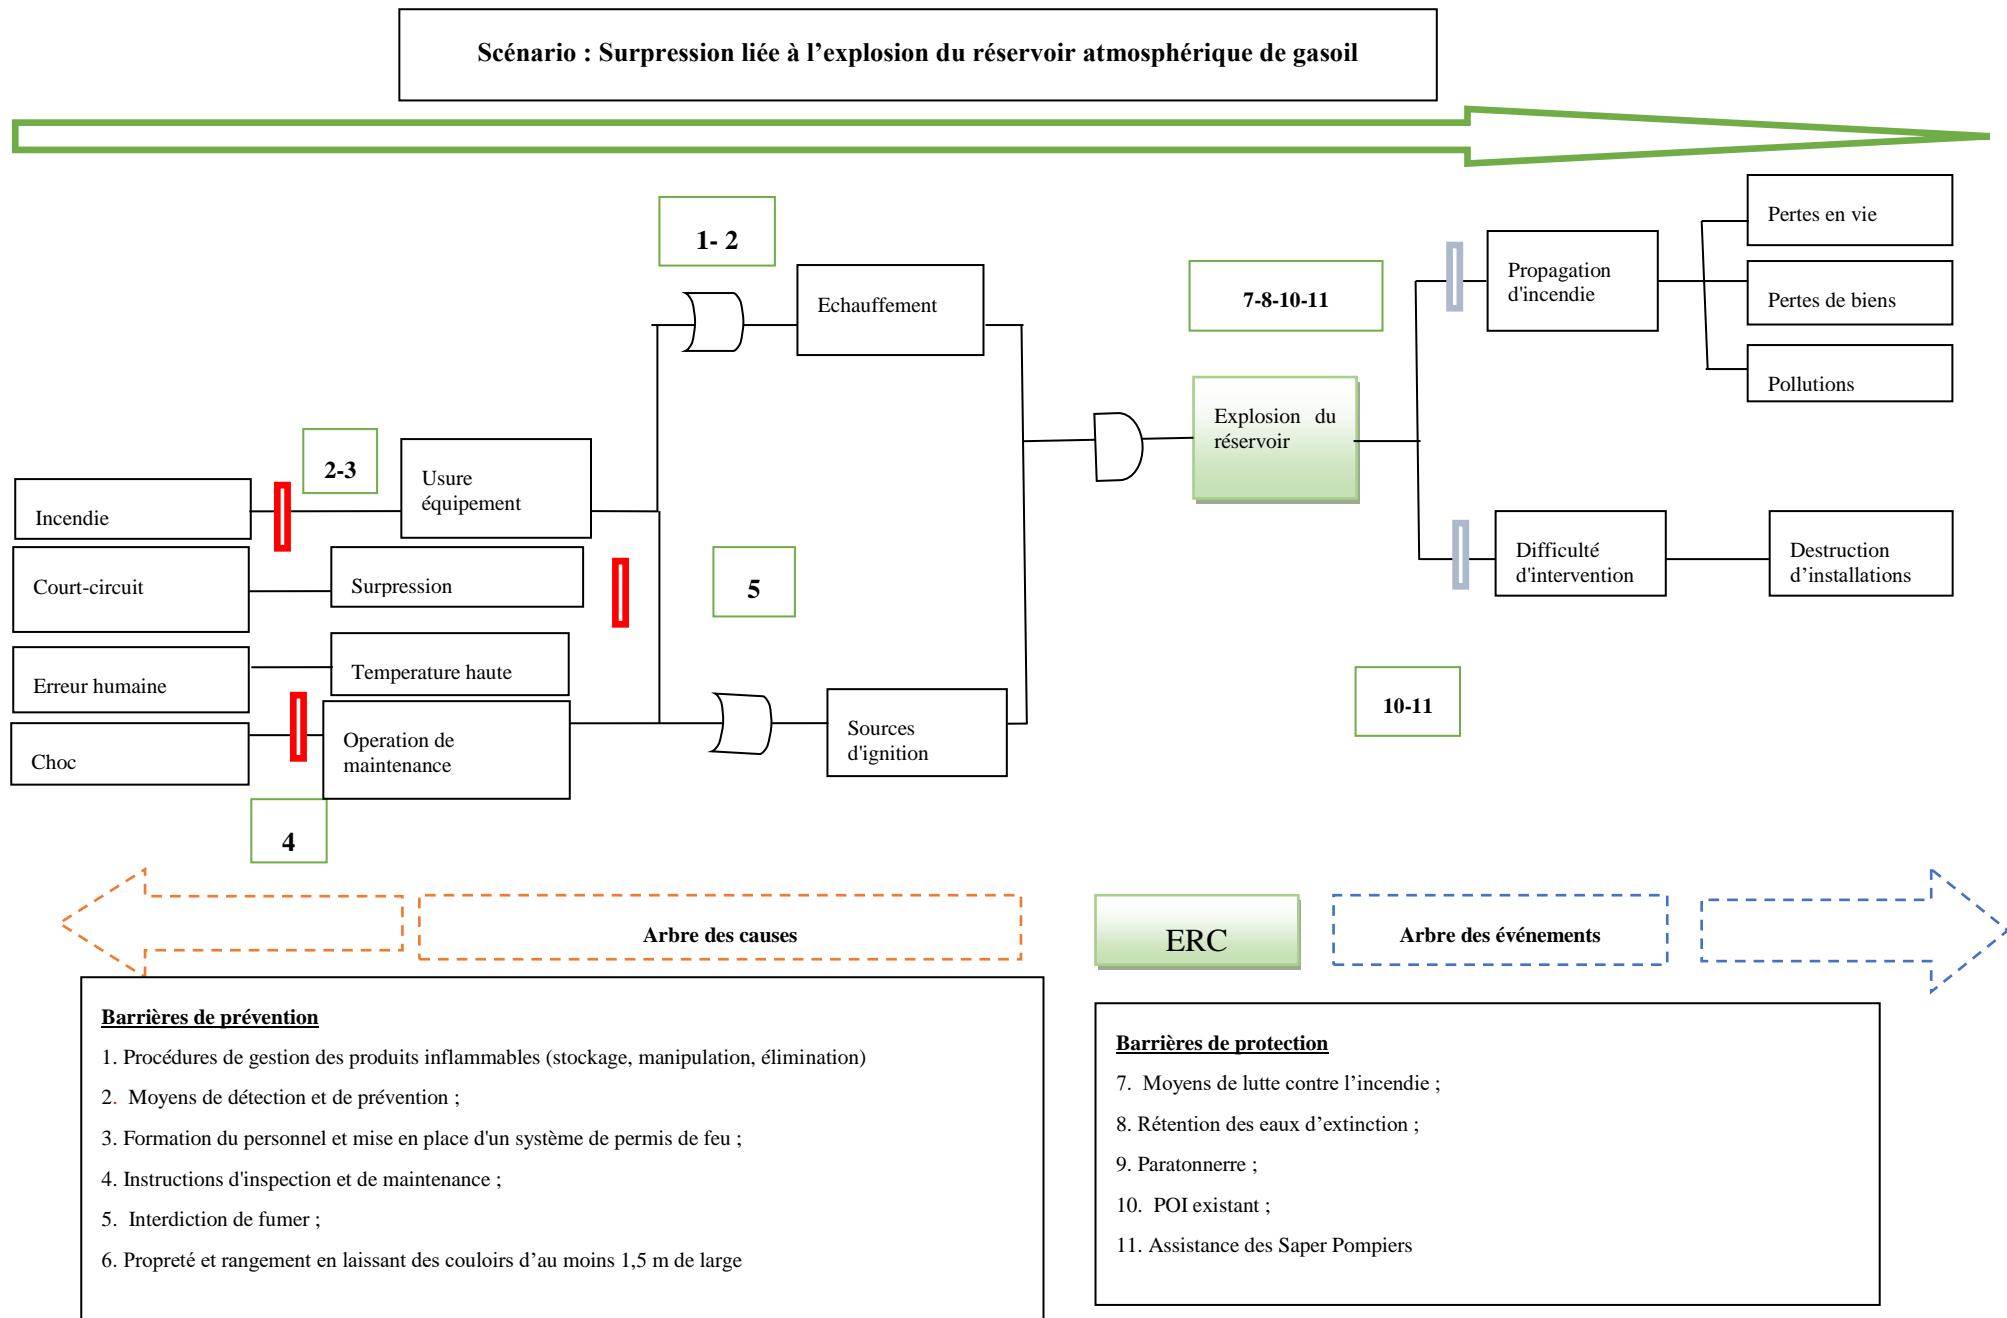 Scénario : Surpression liée à l’explosion du réservoir atmosphérique de gasoil
1- 2
Echauffement
7-8-10-11
Propagation
d'incendie
Pertes en vie
Pertes de biens
Pollutions
Explosion du
réservoir
2-3
Usure
équipement
Incendie
Court-circuit
Surpression
5
Difficulté
d'intervention
Destruction
d’installations
Erreur humaine
Temperature haute
Choc
Operation de
maintenance
Sources
d'ignition
10-11
4
Arbre des causes
ERC
Arbre des événements
Barrières de prévention
1. Procédures de gestion des produits inflammables (stockage, manipulation, élimination)
2.  Moyens de détection et de prévention ;
3. Formation du personnel et mise en place d'un système de permis de feu ;
4. Instructions d'inspection et de maintenance ;
5.  Interdiction de fumer ;
6. Propreté et rangement en laissant des couloirs d’au moins 1,5 m de large
Barrières de protection
7.  Moyens de lutte contre l’incendie ;
8. Rétention des eaux d’extinction ;
9. Paratonnerre ;
10.  POI existant ;
11. Assistance des Saper Pompiers